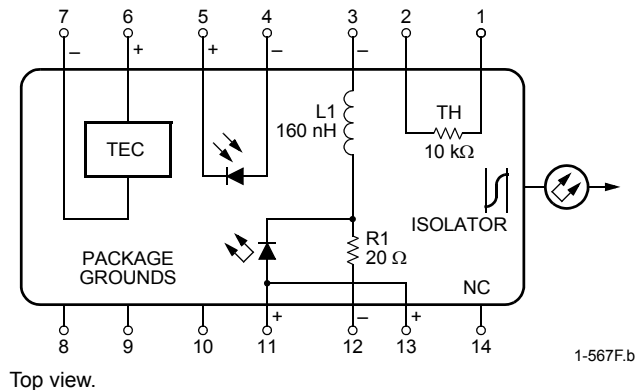 7 6 5 4 3 2 1
– + + – –
L1
160 nH
TH
10 kΩ
TEC
ISOLATOR
R1
20 Ω
PACKAGE
GROUNDS
NC
+ – +
8 9 10 11 12 13 14
1-567F.b
Top view.